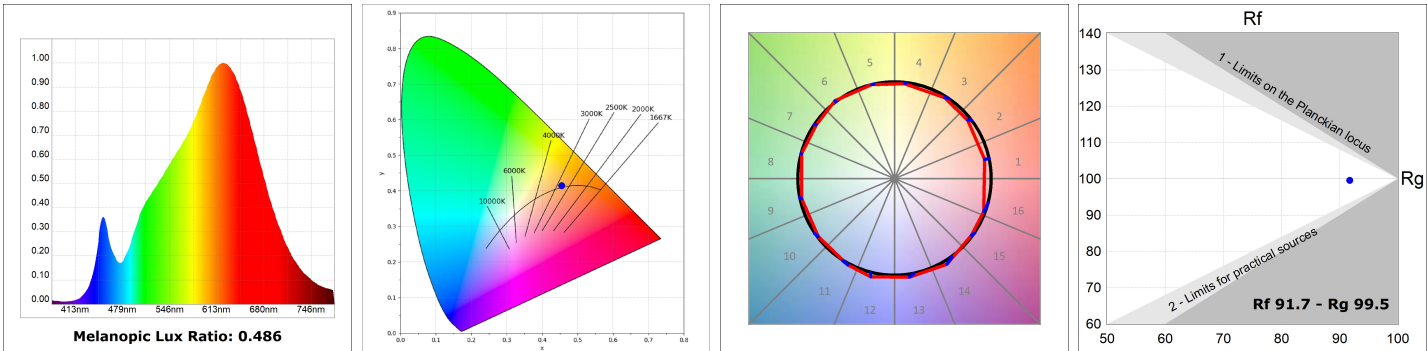 1.00
0.90
0.80
0.70
0.60
0.50
0.40
0.30
0.20
0.10
0.00
413nm 479nm 546nm 613nm 680nm 746nm
Melanopic Lux Ratio: 0.486
0.9
0.8
0.7
0.6
0.5
0.4
0.3
0.2
0.1
0.0
y
0.0 0.1 0.2 0.3 0.4 0.5 0.6 0.7 0.8
x
1667K
2000K
2500K
3000K
4000K
6000K
10000K
1
2
3
4
5
6
7
8
9
10
11
12
13
14
15
16
Rf
140
130
120
110
100
90
80
70
60
Rg
1 - Limits on the Planckian locus
2 - Limits for practical sources
Rf 91.7 - Rg 99.5
50 60 70 80 90 100